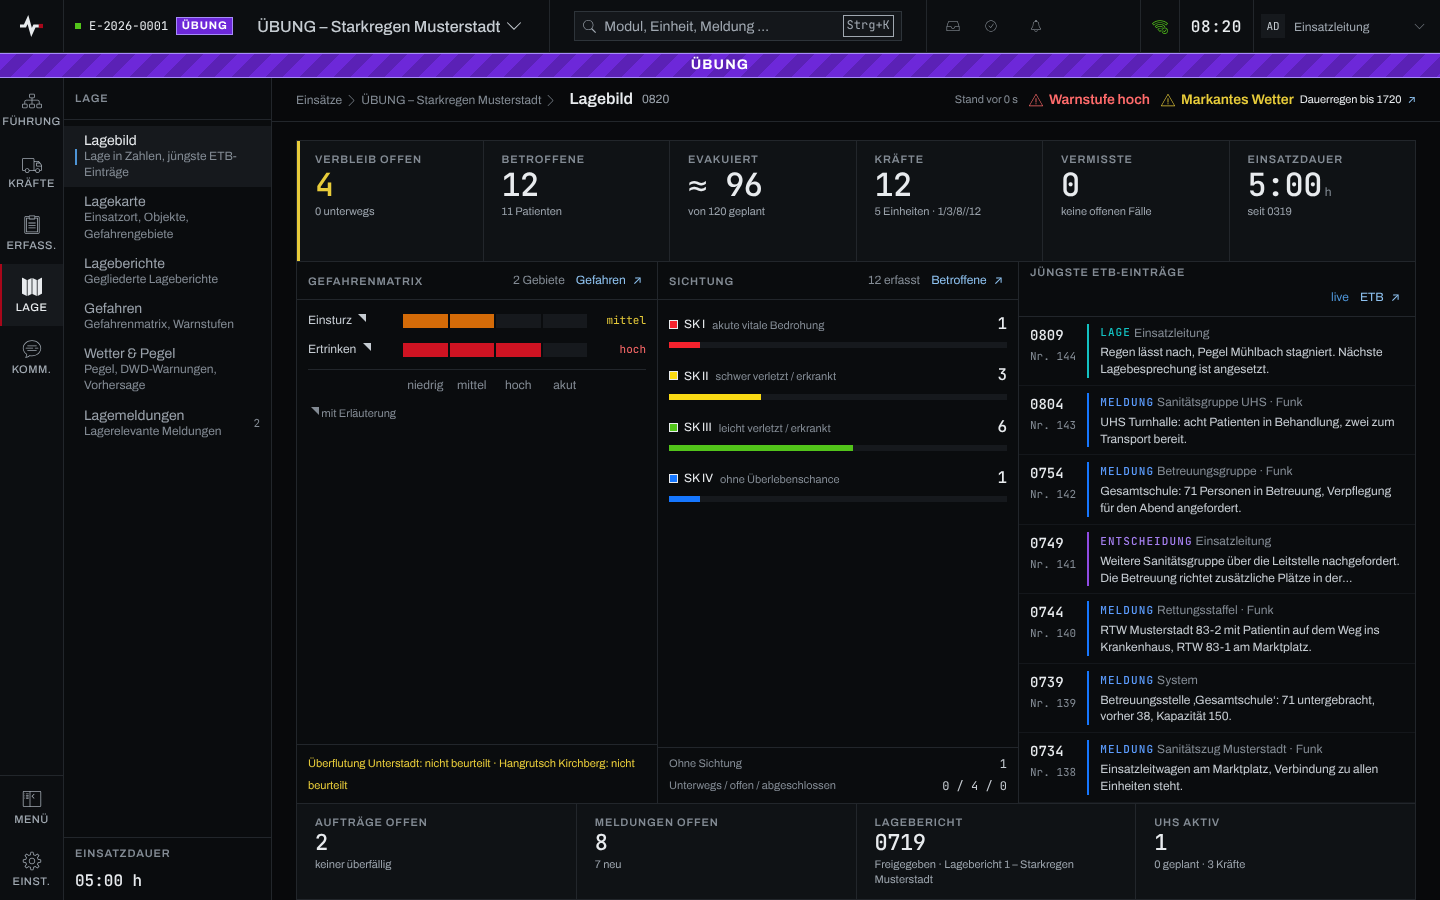 E-2026-0001 ÜBUNG ÜBUNG – Starkregen Musterstadt Modul, Einheit, Meldung ... Strg+K 08:20 AD Einsatzleitung
ÜBUNG
FÜHRUNG
KRÄFTE
ERFASS.
LAGE
KOMM.
MENÜ
EINST.
LAGE
Lagebild
Lage in Zahlen, jüngste ETB-
Einträge
Lagekarte
Einsatzort, Objekte,
Gefahrengebiete
Lageberichte
Gegliederte Lageberichte
Gefahren
Gefahrenmatrix, Warnstufen
Wetter & Pegel
Pegel, DWD-Warnungen,
Vorhersage
Lagemeldungen 2
Lagerelevante Meldungen
EINSATZDAUER
05:00 h
Einsätze ÜBUNG – Starkregen Musterstadt Lagebild 0820 Stand vor 0 s Warnstufe hoch Markantes Wetter Dauerregen bis 1720 ↗
VERBLEIB OFFEN
4
0 unterwegs
BETROFFENE
12
11 Patienten
EVAKUIERT
≈ 96
von 120 geplant
KRÄFTE
12
5 Einheiten · 1/3/8//12
VERMISSTE
0
keine offenen Fälle
EINSATZDAUER
5:00 h
seit 0319
GEFAHRENMATRIX 2 Gebiete Gefahren ↗
Einsturz mittel
Ertrinken hoch
niedrig mittel hoch akut
mit Erläuterung
Überflutung Unterstadt: nicht beurteilt · Hangrutsch Kirchberg: nicht
beurteilt
SICHTUNG 12 erfasst Betroffene ↗
SK I akute vitale Bedrohung 1
SK II schwer verletzt / erkrankt 3
SK III leicht verletzt / erkrankt 6
SK IV ohne Überlebenschance 1
Ohne Sichtung 1
Unterwegs / offen / abgeschlossen 0 / 4 / 0
JÜNGSTE ETB-EINTRÄGE
live ETB ↗
0809 LAGE Einsatzleitung
Nr. 144 Regen lässt nach, Pegel Mühlbach stagniert. Nächste
Lagebesprechung ist angesetzt.
0804 MELDUNG Sanitätsgruppe UHS · Funk
Nr. 143 UHS Turnhalle: acht Patienten in Behandlung, zwei zum
Transport bereit.
0754 MELDUNG Betreuungsgruppe · Funk
Nr. 142 Gesamtschule: 71 Personen in Betreuung, Verpflegung
für den Abend angefordert.
0749 ENTSCHEIDUNG Einsatzleitung
Nr. 141 Weitere Sanitätsgruppe über die Leitstelle nachgefordert.
Die Betreuung richtet zusätzliche Plätze in der…
0744 MELDUNG Rettungsstaffel · Funk
Nr. 140 RTW Musterstadt 83-2 mit Patientin auf dem Weg ins
Krankenhaus, RTW 83-1 am Marktplatz.
0739 MELDUNG System
Nr. 139 Betreuungsstelle ‚Gesamtschule‘: 71 untergebracht,
vorher 38, Kapazität 150.
0734 MELDUNG Sanitätszug Musterstadt · Funk
Nr. 138 Einsatzleitwagen am Marktplatz, Verbindung zu allen
Einheiten steht.
AUFTRÄGE OFFEN
2
keiner überfällig
MELDUNGEN OFFEN
8
7 neu
LAGEBERICHT
0719
Freigegeben · Lagebericht 1 – Starkregen
Musterstadt
UHS AKTIV
1
0 geplant · 3 Kräfte